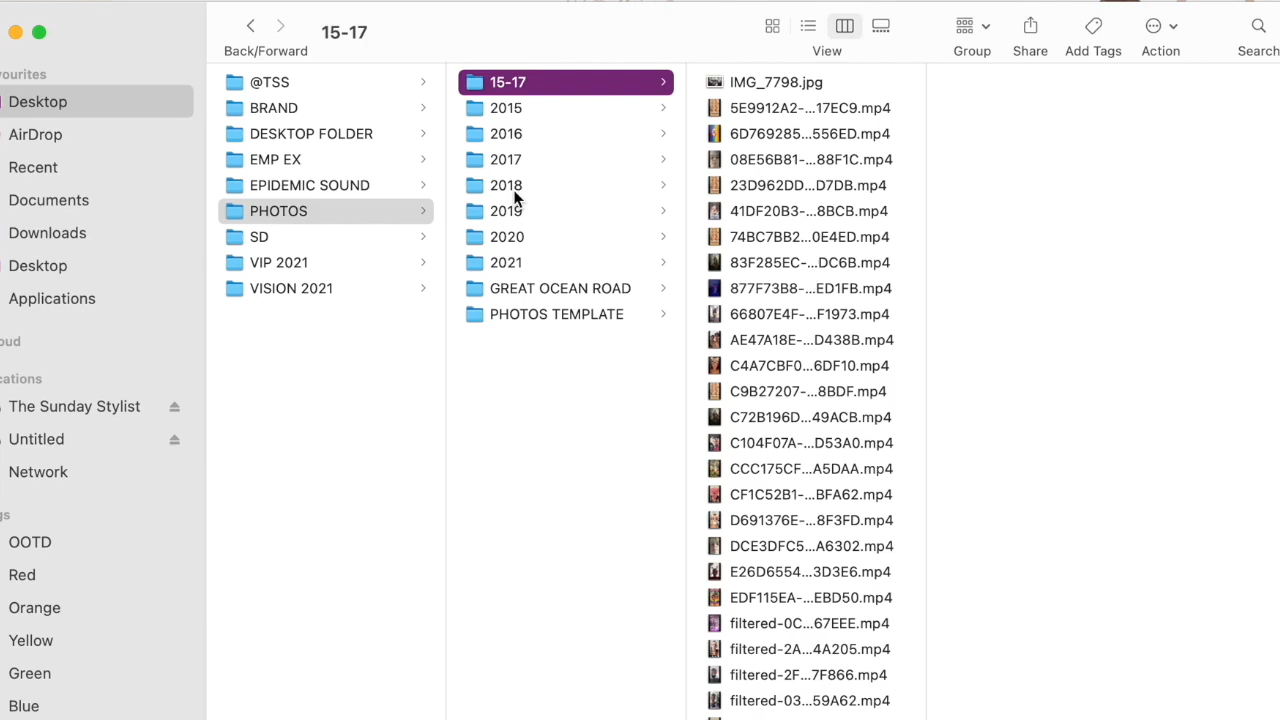 15-17
Back/Forward
View
Group
Share
Add Tags
Action
Search
vourites
Desktop
AirDrop
Recent
Documents
Downloads
Desktop
Applications
oud
cations
The Sunday Stylist
Untitled
Network
gs
OOTD
Red
Orange
Yellow
Green
Blue
@TSS
BRAND
DESKTOP FOLDER
EMP EX
EPIDEMIC SOUND
PHOTOS
SD
VIP 2021
VISION 2021
15-17
2015
2016
2017
2018
2019
2020
2021
GREAT OCEAN ROAD
PHOTOS TEMPLATE
IMG_7798.jpg
5E9912A2-...17EC9.mp4
6D769285...556ED.mp4
08E56B81-...88F1C.mp4
23D962DD...D7DB.mp4
41DF20B3-...8BCB.mp4
74BC7BB2...0E4ED.mp4
83F285EC-...DC6B.mp4
877F73B8-...ED1FB.mp4
66807E4F-...F1973.mp4
AE47A18E-...D438B.mp4
C4A7CBF0...6DF10.mp4
C9B27207-...8BDF.mp4
C72B196D...49ACB.mp4
C104F07A-...D53A0.mp4
CCC175CF...A5DAA.mp4
CF1C52B1-...BFA62.mp4
D691376E-...8F3FD.mp4
DCE3DFC5...A6302.mp4
E26D6554...3D3E6.mp4
EDF115EA-...EBD50.mp4
filtered-0C...67EEE.mp4
filtered-2A...4A205.mp4
filtered-2F...7F866.mp4
filtered-03...59A62.mp4